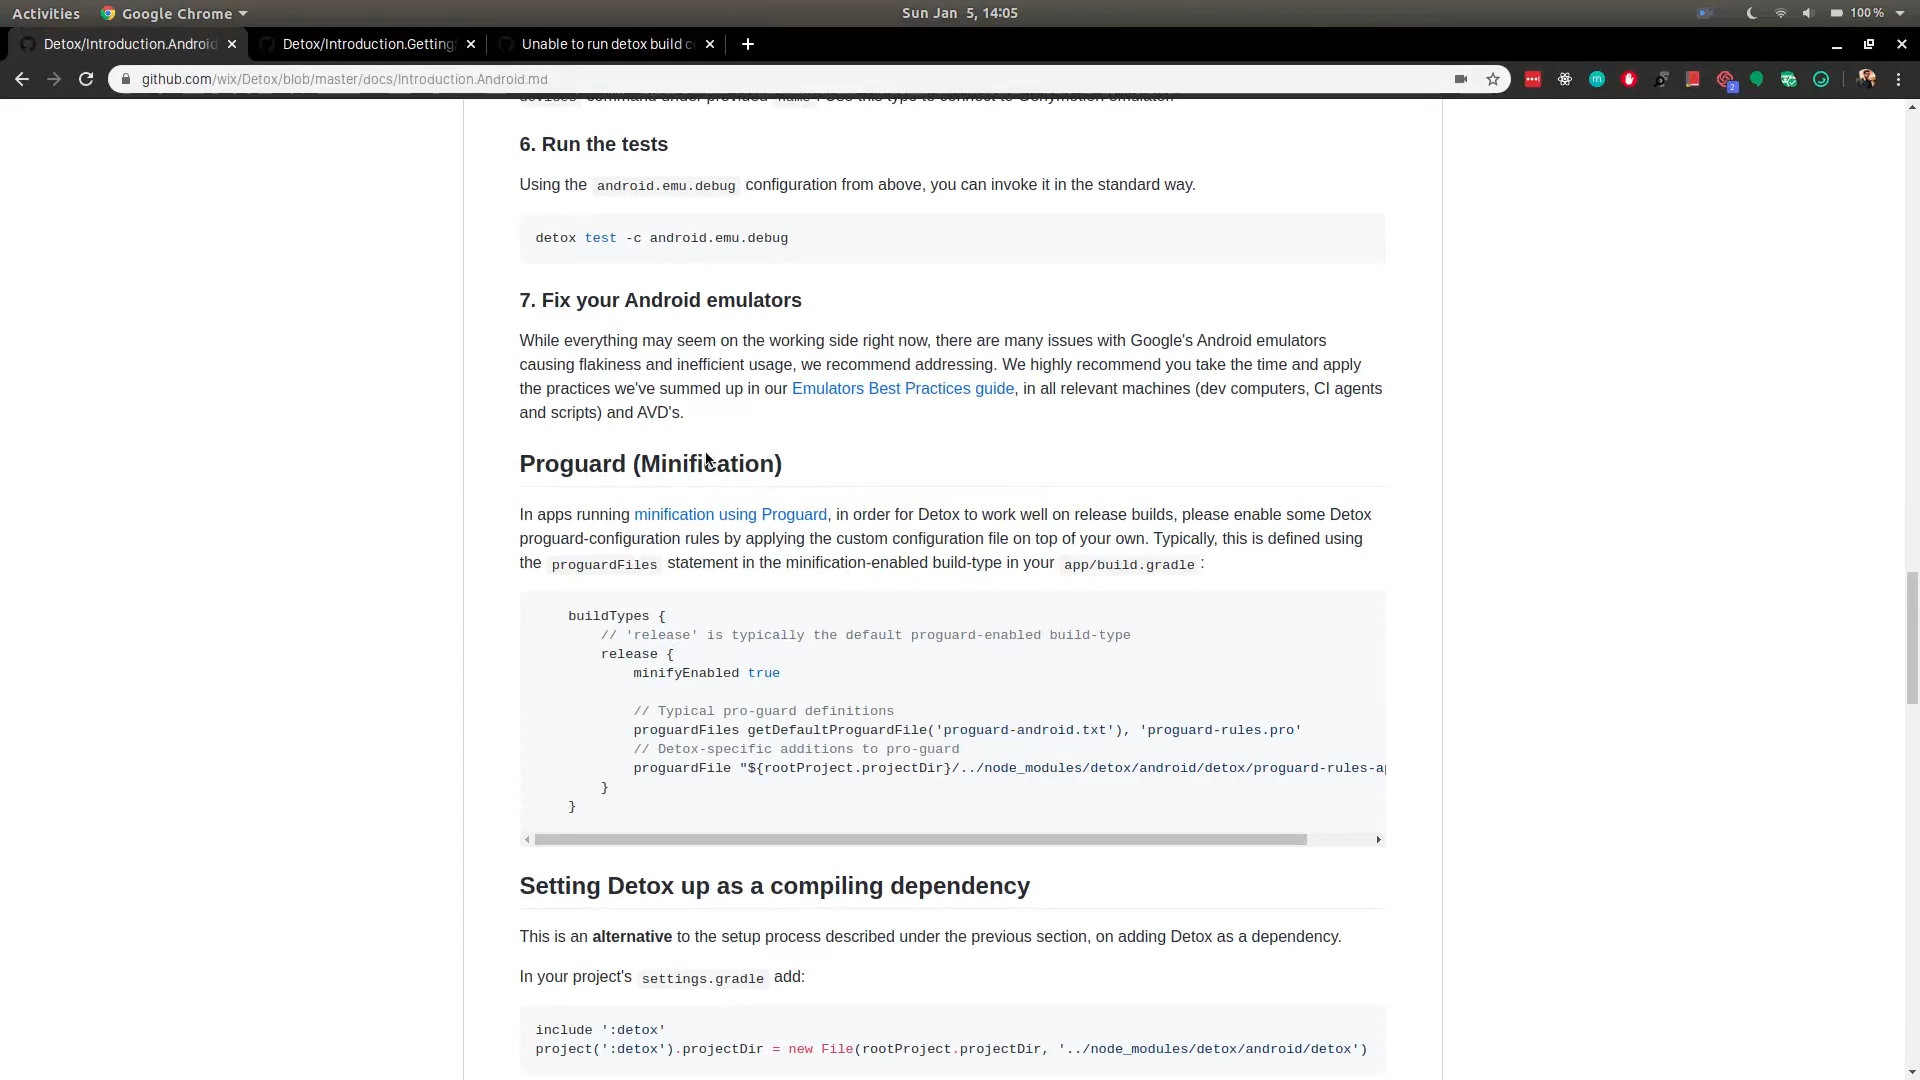 Activities
Google Chrome
Sun Jan 5, 14:05
100 %
Detox/Introduction.Android
Detox/Introduction.Getting
Unable to run detox build c
github.com/wix/Detox/blob/master/docs/Introduction.Android.md
2
6. Run the tests
Using the android.emu.debug configuration from above, you can invoke it in the standard way.
detox test -c android.emu.debug
7. Fix your Android emulators
While everything may seem on the working side right now, there are many issues with Google's Android emulators
causing flakiness and inefficient usage, we recommend addressing. We highly recommend you take the time and apply
the practices we've summed up in our Emulators Best Practices guide, in all relevant machines (dev computers, CI agents
and scripts) and AVD's.
Proguard (Minification)
In apps running minification using Proguard, in order for Detox to work well on release builds, please enable some Detox
proguard-configuration rules by applying the custom configuration file on top of your own. Typically, this is defined using
the proguardFiles statement in the minification-enabled build-type in your app/build.gradle :
buildTypes {
// 'release' is typically the default proguard-enabled build-type
release {
minifyEnabled true
// Typical pro-guard definitions
proguardFiles getDefaultProguardFile('proguard-android.txt'), 'proguard-rules.pro'
// Detox-specific additions to pro-guard
proguardFile "${rootProject.projectDir}/../node_modules/detox/android/detox/proguard-rules-ap
}
}
Setting Detox up as a compiling dependency
This is an alternative to the setup process described under the previous section, on adding Detox as a dependency.
In your project's settings.gradle add:
include ':detox'
project(':detox').projectDir = new File(rootProject.projectDir, '../node_modules/detox/android/detox')